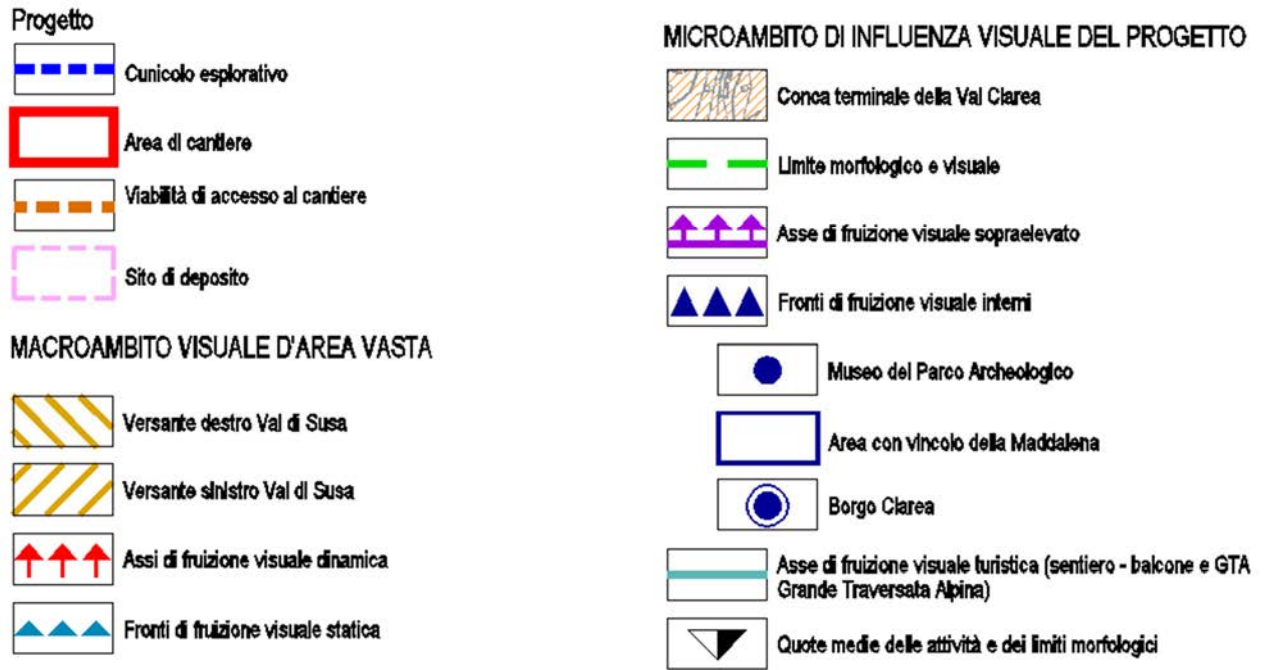 Progetto
Cunicolo esplorativo
Area di cantiere
Viabilità di accesso al cantiere
Sito di deposito
MACROAMBITO VISUALE D'AREA VASTA
Versante destro Val di Susa
Versante sinistro Val di Susa
Assi di fruizione visuale dinamica
Fronti di fruizione visuale statica
MICROAMBITO DI INFLUENZA VISUALE DEL PROGETTO
Conca terminale della Val Clarea
Limite morfologico e visuale
Asse di fruizione visuale sopraelevato
Fronti di fruizione visuale interni
Museo del Parco Archeologico
Area con vincolo della Maddalena
Borgo Clarea
Asse di fruizione visuale turistica (sentiero - balcone e GTA
Grande Traversata Alpina)
Quote medie delle attività e dei limiti morfologici